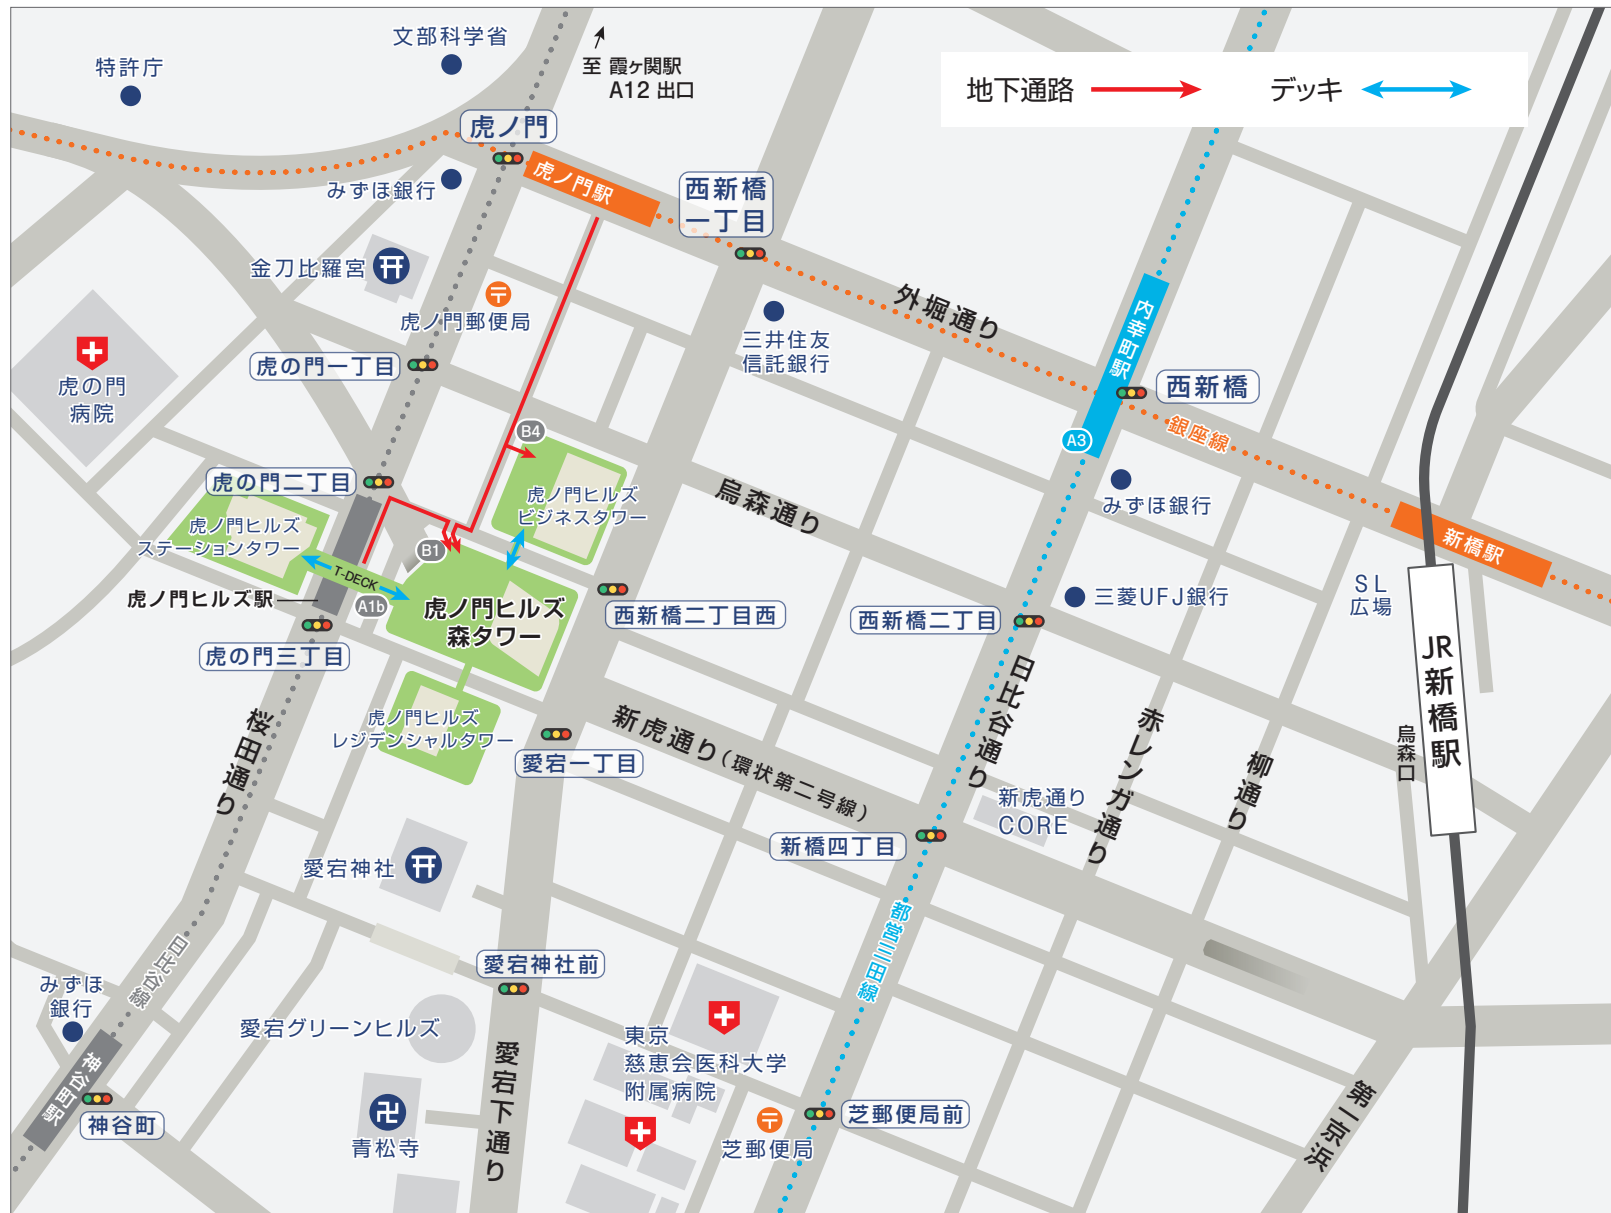 文部科学省
特許庁
至 霞ヶ関駅
A12 出口
地下通路
デッキ
虎ノ門
虎ノ門駅
みずほ銀行
西新橋
一丁目
金刀比羅宮
虎ノ門郵便局
外堀通り
内幸町駅
三井住友
信託銀行
虎の門一丁目
虎の門
病院
西新橋
銀座線
A3
B4
みずほ銀行
虎の門二丁目
虎ノ門ヒルズ
ビジネスタワー
烏森通り
新橋駅
虎ノ門ヒルズ
ステーションタワー
B1
T-DECK
A1b
虎ノ門ヒルズ駅
虎ノ門ヒルズ
森タワー
西新橋二丁目西
西新橋二丁目
三菱UFJ銀行
SL
広場
JR新橋駅
虎の門三丁目
日比谷通り
桜田通り
虎ノ門ヒルズ
レジデンシャルタワー
新虎通り(環状第二号線)
赤レンガ通り
柳通り
烏森口
愛宕一丁目
新虎通り
CORE
新橋四丁目
愛宕神社
都営三田線
日比谷線
愛宕神社前
みずほ
銀行
愛宕グリーンヒルズ
東京
慈恵会医科大学
附属病院
愛宕下通り
神谷町駅
神谷町
青松寺
芝郵便局
芝郵便局前
第一京浜